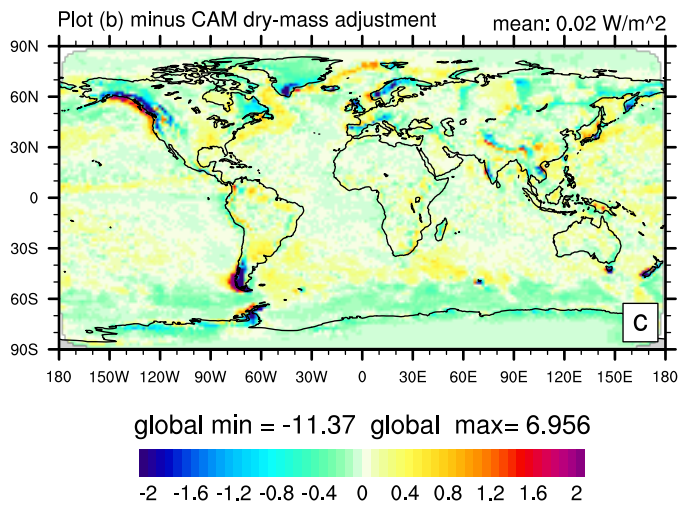 Plot (b) minus CAM dry-mass adjustment mean: 0.02 W/m^2
90N
60N
30N
0
30S
60S
90S
C
180 150W 120W 90W 60W 30W 0 30E 60E 90E 120E 150E 180
global min = -11.37 global max= 6.956
-2 -1.6 -1.2 -0.8 -0.4 0 0.4 0.8 1.2 1.6 2